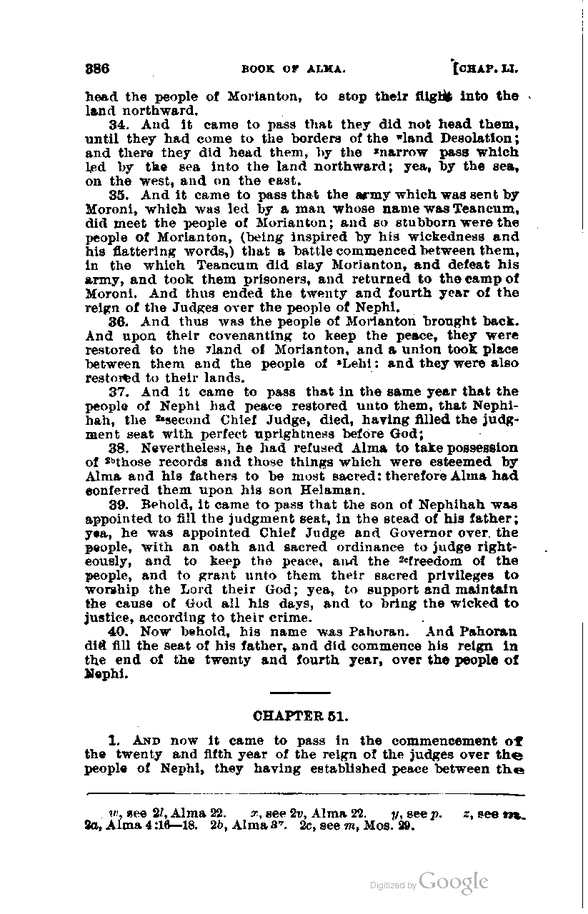 386 BOOK OF ALMA. [CHAP. LI.
head the people of Morianton, to stop their flight into the
land northward.
34. And it came to pass that they did not head them,
until they had come to the borders of the wland Desolation;
and there they did head them, by the xnarrow pass which
led by the sea into the land northward; yea, by the sea,
on the west, and on the east.
35. And it came to pass that the army which was sent by
Moroni, which was led by a man whose name was Teancum,
did meet the people of Morianton; and so stubborn were the
people of Morianton, (being inspired by his wickedness and
his flattering words,) that a battle commenced between them,
in the which Teancum did slay Morianton, and defeat his
army, and took them prisoners, and returned to the camp of
Moroni. And thus ended the twenty and fourth year of the
reign of the Judges over the people of Nephi.
36. And thus was the people of Morianton brought back.
And upon their covenanting to keep the peace, they were
restored to the yland of Morianton, and a union took place
between them and the people of zLehi: and they were also
restored to their lands.
37. And it came to pass that in the same year that the
people of Nephi had peace restored unto them, that Nephi-
hah, the 2asecond Chief Judge, died, having filled the judg-
ment seat with perfect uprightness before God;
38. Nevertheless, he had refused Alma to take possession
of 2bthose records and those things which were esteemed by
Alma and his fathers to be most sacred: therefore Alma had
conferred them upon his son Helaman.
39. Behold, it came to pass that the son of Nephihah was
appointed to fill the judgment seat, in the stead of his father;
yea, he was appointed Chief Judge and Governor over the
people, with an oath and sacred ordinance to judge right-
eously, and to keep the peace, and the 2cfreedom of the
people, and to grant unto them their sacred privileges to
worship the Lord their God; yea, to support and maintain
the cause of God all his days, and to bring the wicked to
justice, according to their crime.
40. Now behold, his name was Pahoran. And Pahoran
did fill the seat of his father, and did commence his reign in
the end of the twenty and fourth year, over the people of
Nephi.
CHAPTER 51.
1. AND now it came to pass in the commencement of
the twenty and fifth year of the reign of the judges over the
people of Nephi, they having established peace between the
w, see 2l, Alma 22. x, see 2v, Alma 22. y, see p. z, see m.
2a, Alma 4:16—18. 2b, Alma 37. 2c, see m, Mos. 29.
Digitized by Google